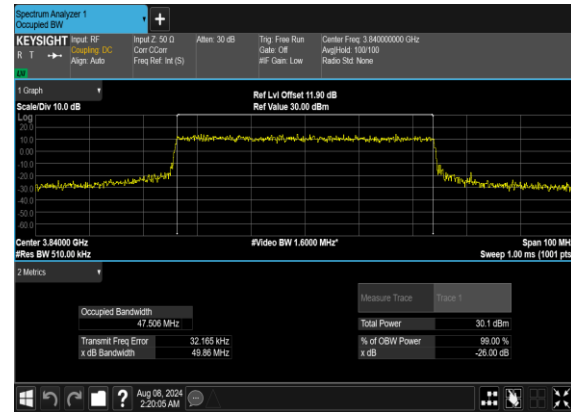 Spectrum Analyzer 1
Occupied BW
+
KEYSIGHT Input: RF Input Z: 50 Ω Atten: 30 dB Trig: Free Run Center Freq: 3.840000000 GHz
R T Coupling: DC Corr CCorr Gate: Off Avg|Hold: 100/100
Align: Auto Freq Ref: Int (S) #IF Gain: Low Radio Std: None
1 Graph
Scale/Div 10.0 dB Ref Lvl Offset 11.90 dB
Ref Value 30.00 dBm
Log
20.0
10.0
0.00
-10.0
-20.0
-30.0
-40.0
-50.0
-60.0
Center 3.84000 GHz #Video BW 1.6000 MHz* Span 100 MH
#Res BW 510.00 kHz Sweep 1.00 ms (1001 pts
2 Metrics
Measure Trace Trace 1
Occupied Bandwidth
47.506 MHz Total Power 30.1 dBm
Transmit Freq Error 32.165 kHz % of OBW Power 99.00 %
x dB Bandwidth 49.86 MHz x dB -26.00 dB
? Aug 08, 2024
2:20:05 AM